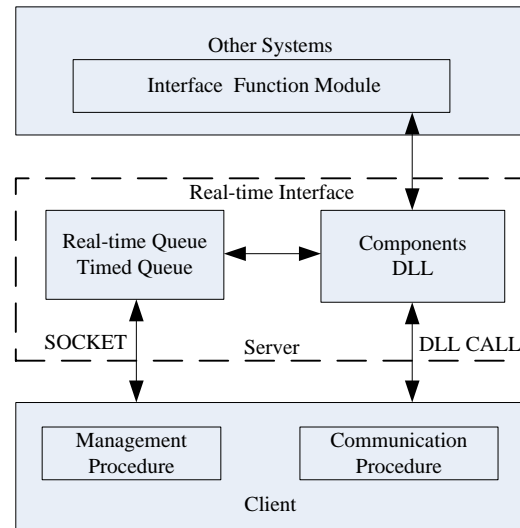 Other Systems
Interface Function Module
Real-time Interface
Real-time Queue
Timed Queue
Components
DLL
SOCKET
Server
DLL CALL
Management
Procedure
Communication
Procedure
Client